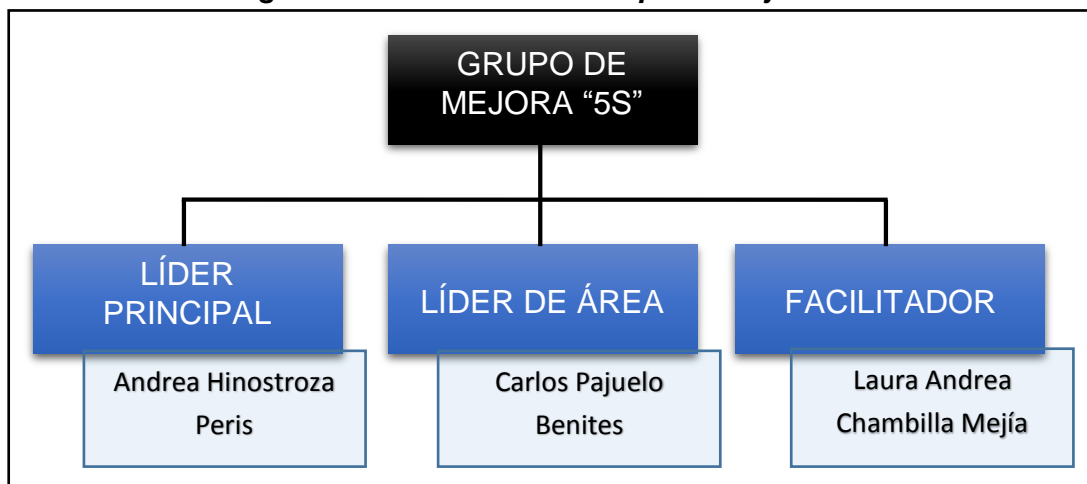 GRUPO DE
MEJORA “5S”
LÍDER
PRINCIPAL
LÍDER DE ÁREA
FACILITADOR
Andrea Hinostroza
Peris
Carlos Pajuelo
Benites
Laura Andrea
Chambilla Mejía